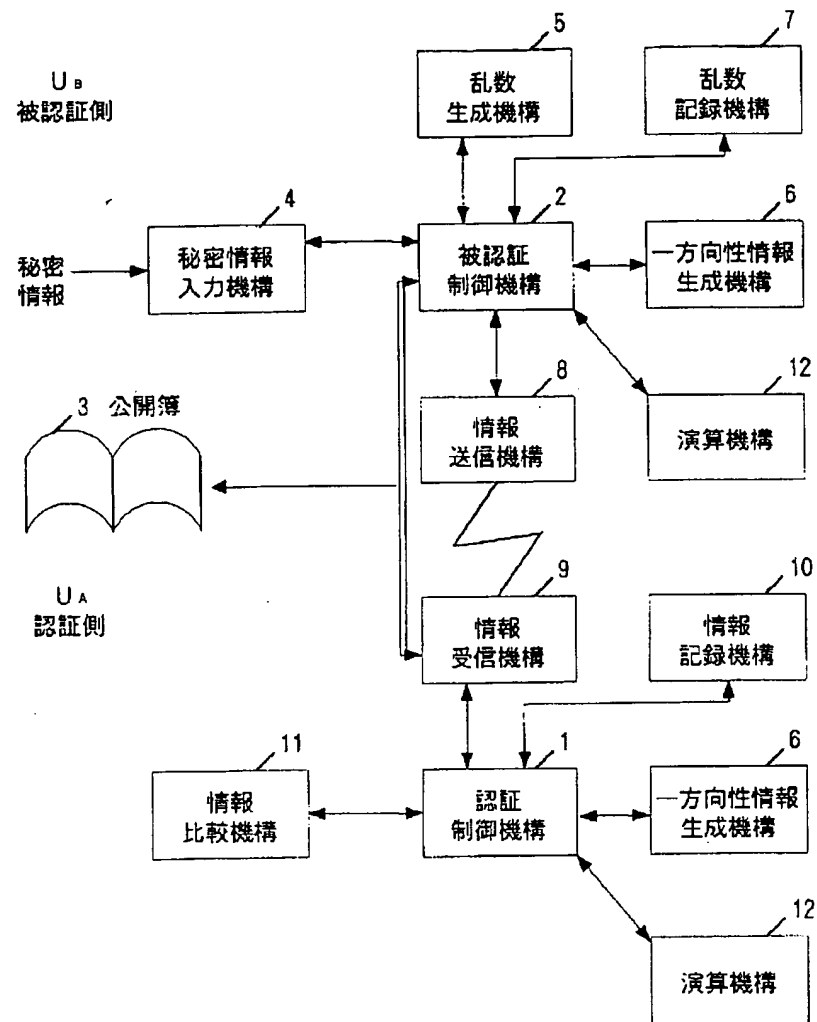 5
7
U B
被認証側
乱数
生成機構
乱数
記録機構
4
2
6
秘密
情報
秘密情報
入力機構
被認証
制御機構
一方向性情報
生成機構
3 公開簿
8
12
情報
送信機構
演算機構
U A
認証側
9
10
情報
受信機構
情報
記録機構
11
1
6
情報
比較機構
認証
制御機構
一方向性情報
生成機構
12
演算機構